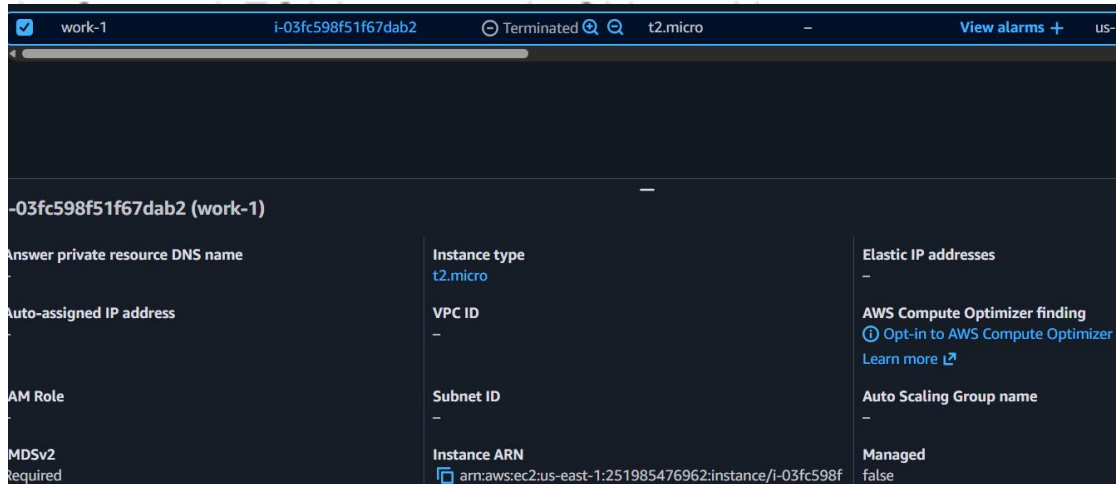 work-1 i-03fc598f51f67dab2 Terminated t2.micro – View alarms + us-
-03fc598f51f67dab2 (work-1)
Answer private resource DNS name Instance type Elastic IP addresses
– t2.micro –
Auto-assigned IP address VPC ID AWS Compute Optimizer finding
– – Opt-in to AWS Compute Optimizer
Learn more
AM Role Subnet ID Auto Scaling Group name
– – –
MDSv2 Instance ARN Managed
Required arn:aws:ec2:us-east-1:251985476962:instance/i-03fc598f false